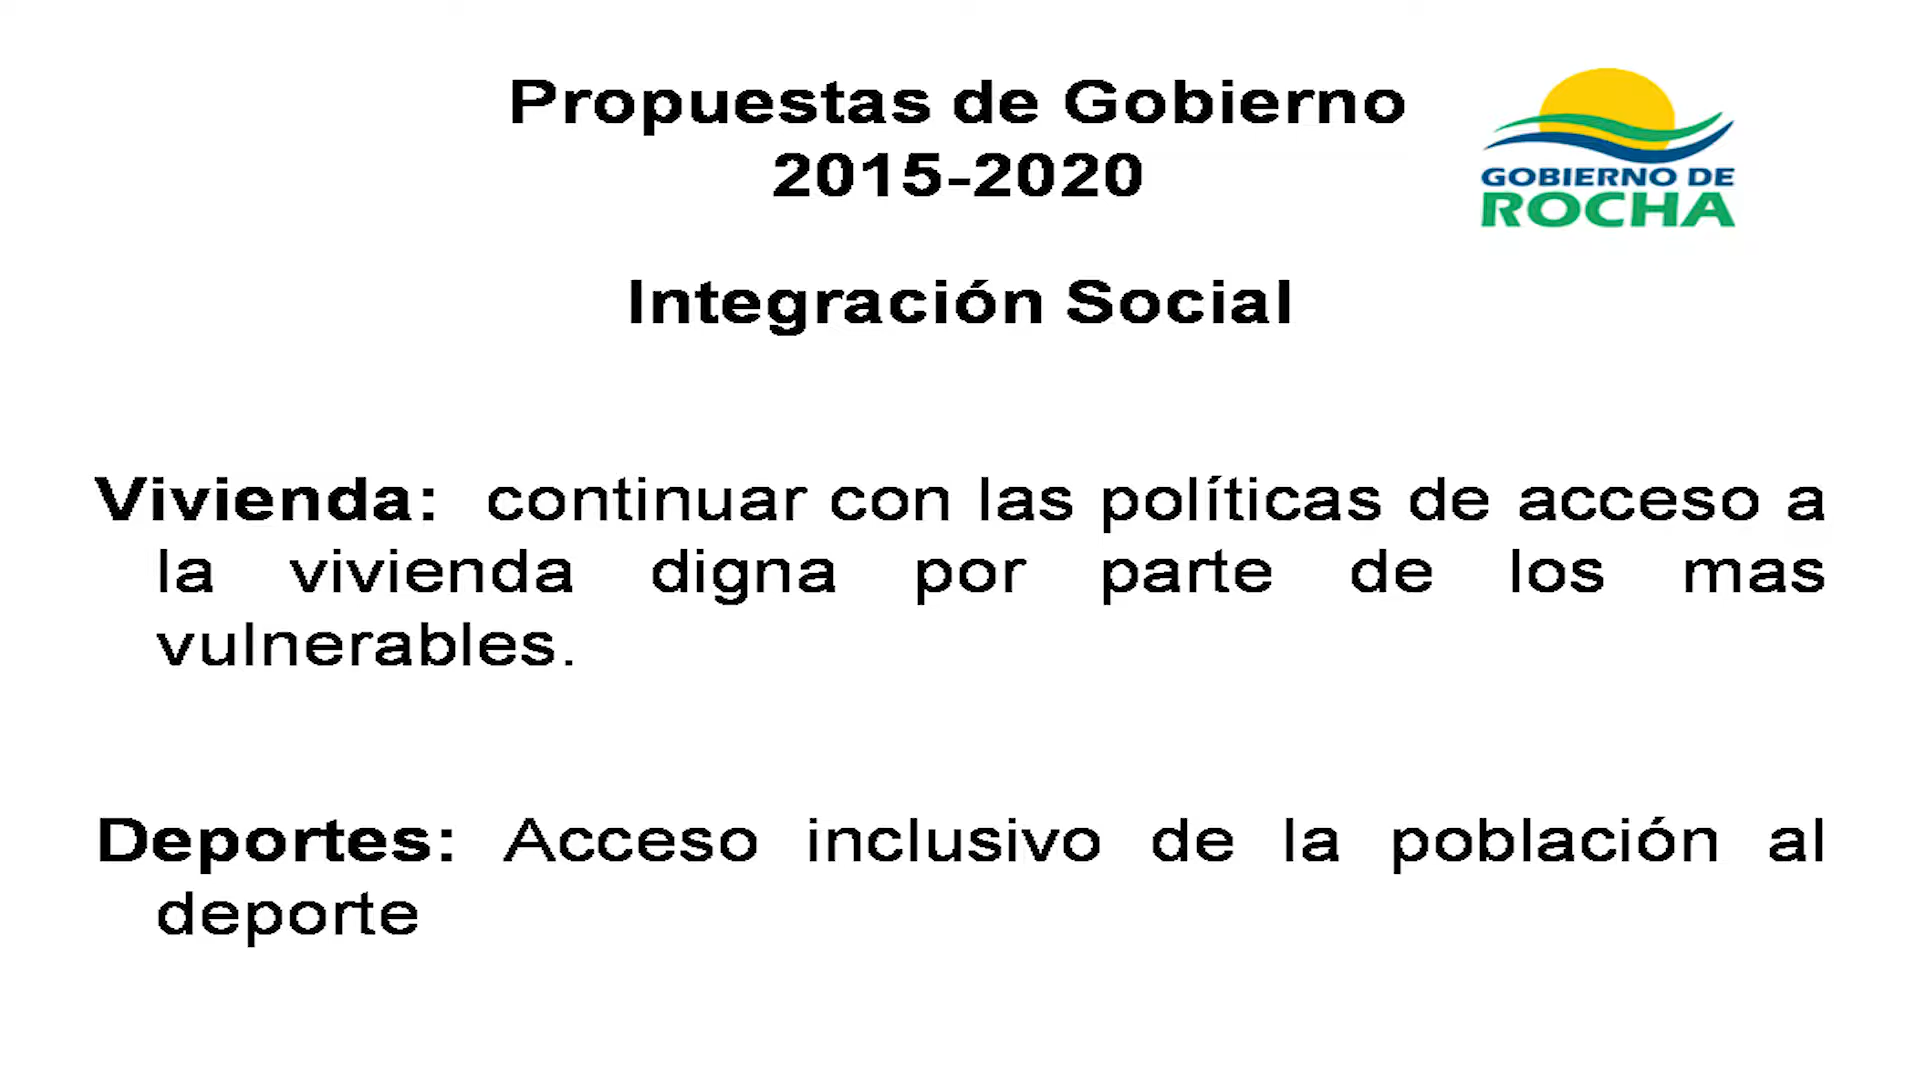 Propuestas de Gobierno
2015-2020
GOBIERNO DE
ROCHA
Integración Social
Vivienda: continuar con las políticas de acceso a
la vivienda digna por parte de los mas
vulnerables.
Deportes: Acceso inclusivo de la población al
deporte